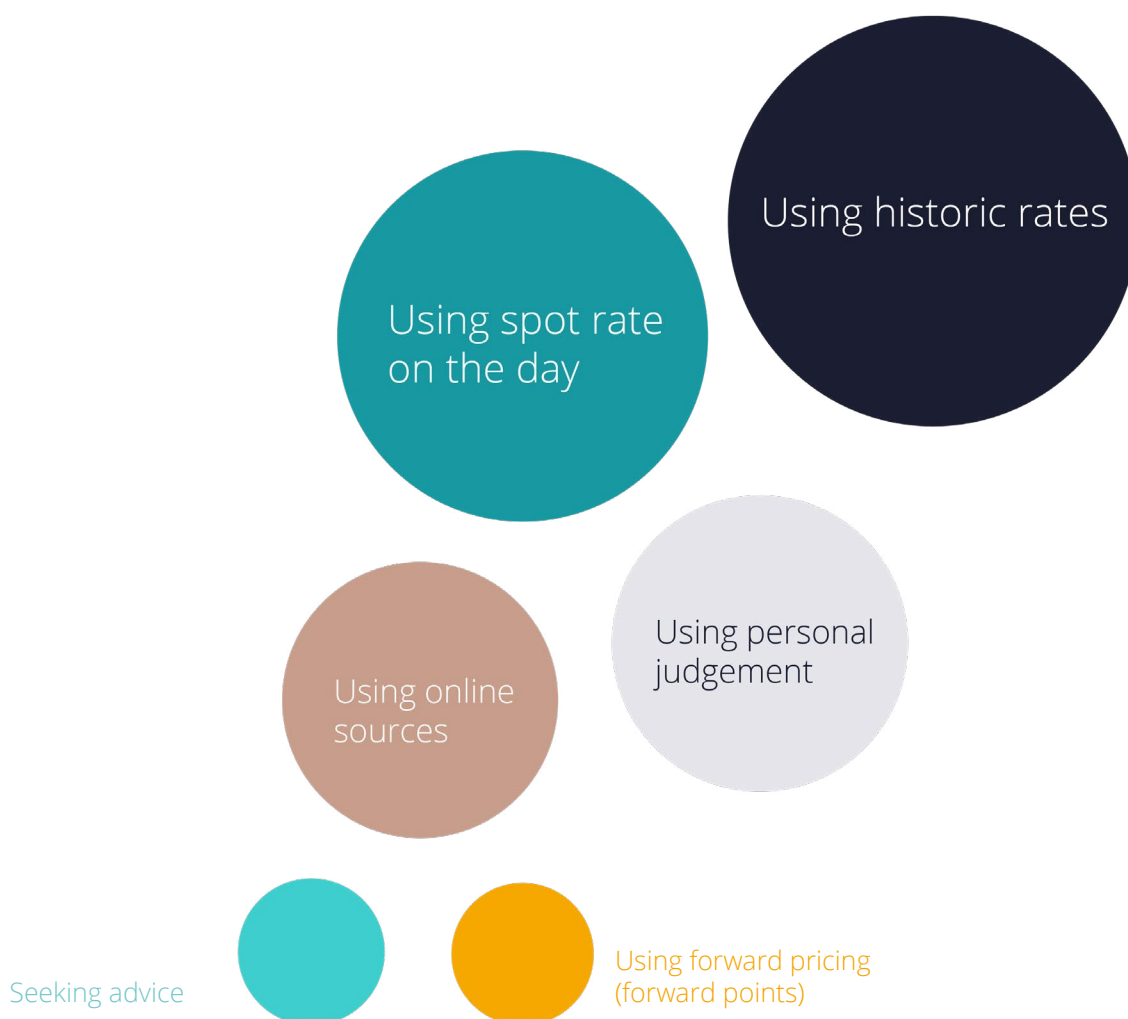 Using historic rates
Using spot rate
on the day
Using personal
judgement
Using online
sources
Seeking advice
Using forward pricing
(forward points)